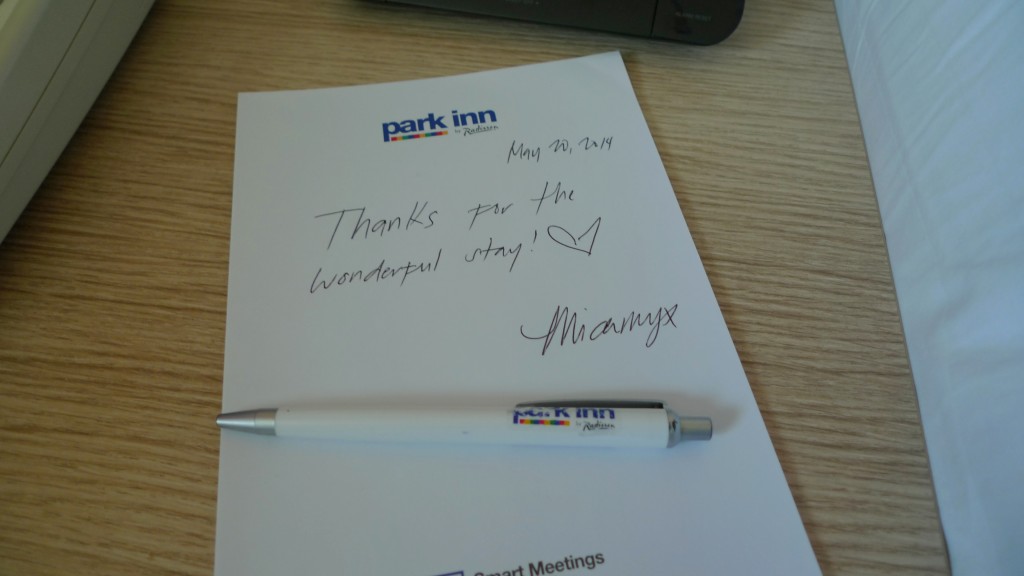 park inn
by Radisson
May 20, 2014
Thanks for the
wonderful stay! ♡
park inn
by Radisson
Smart Meetings